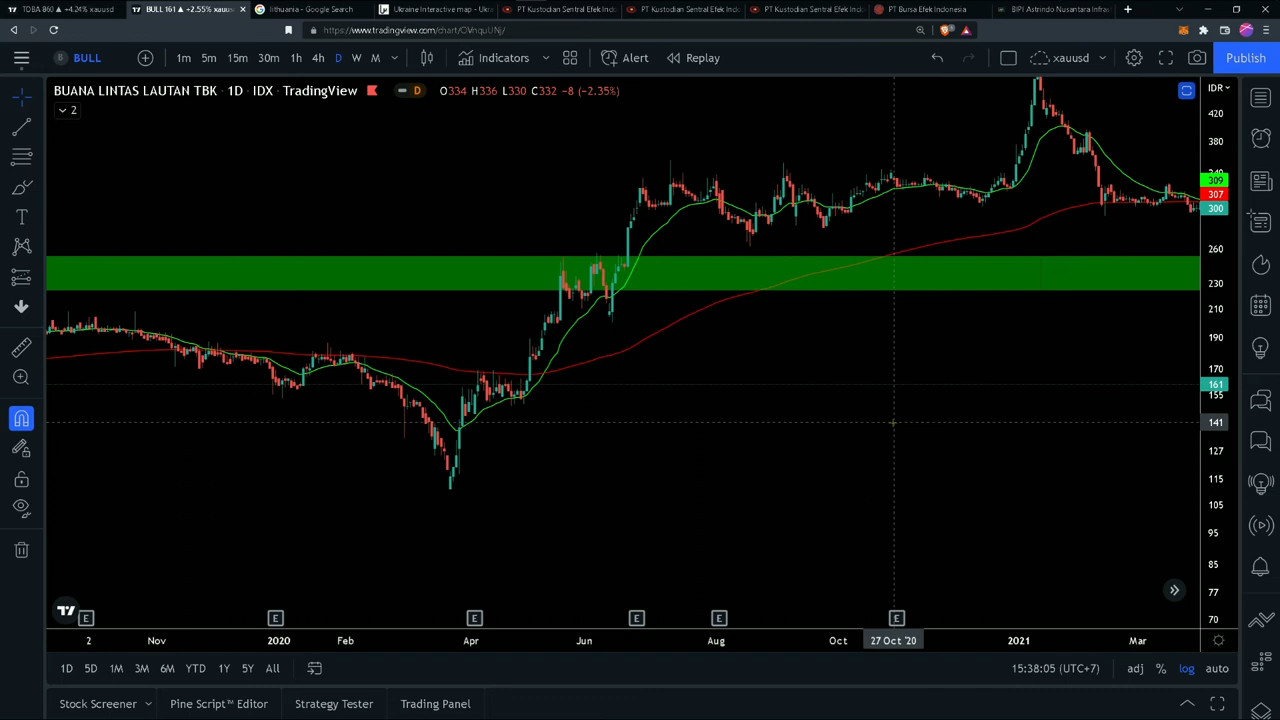 TDBA 860 ▲ +4.24% xauusd
BULL 161 ▲ +2.55% xauus
lithuania - Google Search
Ukraine Interactive map - Ukr
PT Kustodian Sentral Efek Indo
PT Kustodian Sentral Efek Indo
PT Kustodian Sentral Efek Indo
PT Bursa Efek Indonesia
BIPI Astrindo Nusantara Infras
https://www.tradingview.com/chart/OVnquUNj/
BULL
1m 5m 15m 30m 1h 4h D W M
Indicators
Alert
Replay
xauusd
Publish
BUANA LINTAS LAUTAN TBK · 1D · IDX · TradingView
D
O334 H336 L330 C332 −8 (−2.35%)
IDR
2
420
380
340
309
307
300
260
230
210
190
170
161
155
141
127
115
105
95
85
77
70
E E E E E E
2 Nov 2020 Feb Apr Jun Aug Oct 27 Oct '20 2021 Mar
1D 5D 1M 3M 6M YTD 1Y 5Y All
15:38:05 (UTC+7)
adj % log auto
Stock Screener
Pine Script™ Editor
Strategy Tester
Trading Panel